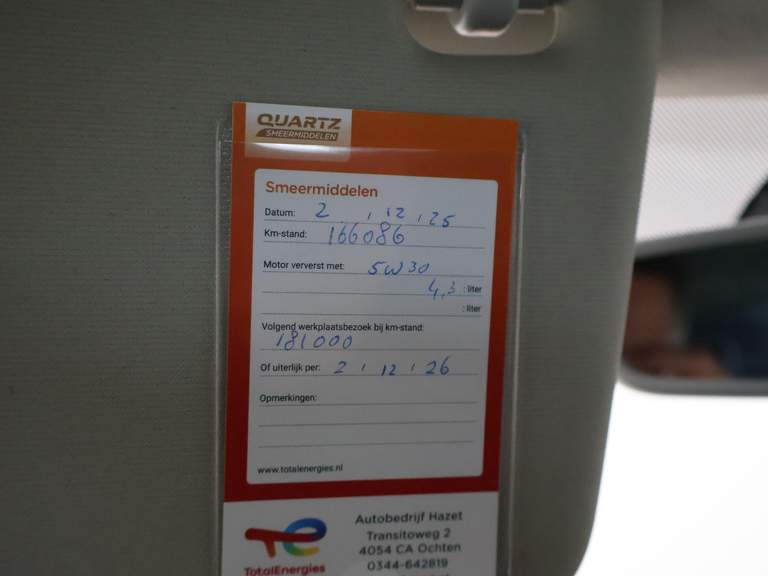 QUARTZ
SMEERMIDDELEN
Smeermiddelen
Datum: 2 , 12 , 25
Km-stand: 166086
Motor ververst met: 5W30
4,3 : liter
: liter
Volgend werkplaatsbezoek bij km-stand:
181000
Of uiterlijk per: 2 , 12 , 26
Opmerkingen:
www.totalenergies.nl
TotalEnergies
Autobedrijf Hazet
Transitoweg 2
4054 CA Ochten
0344-642819